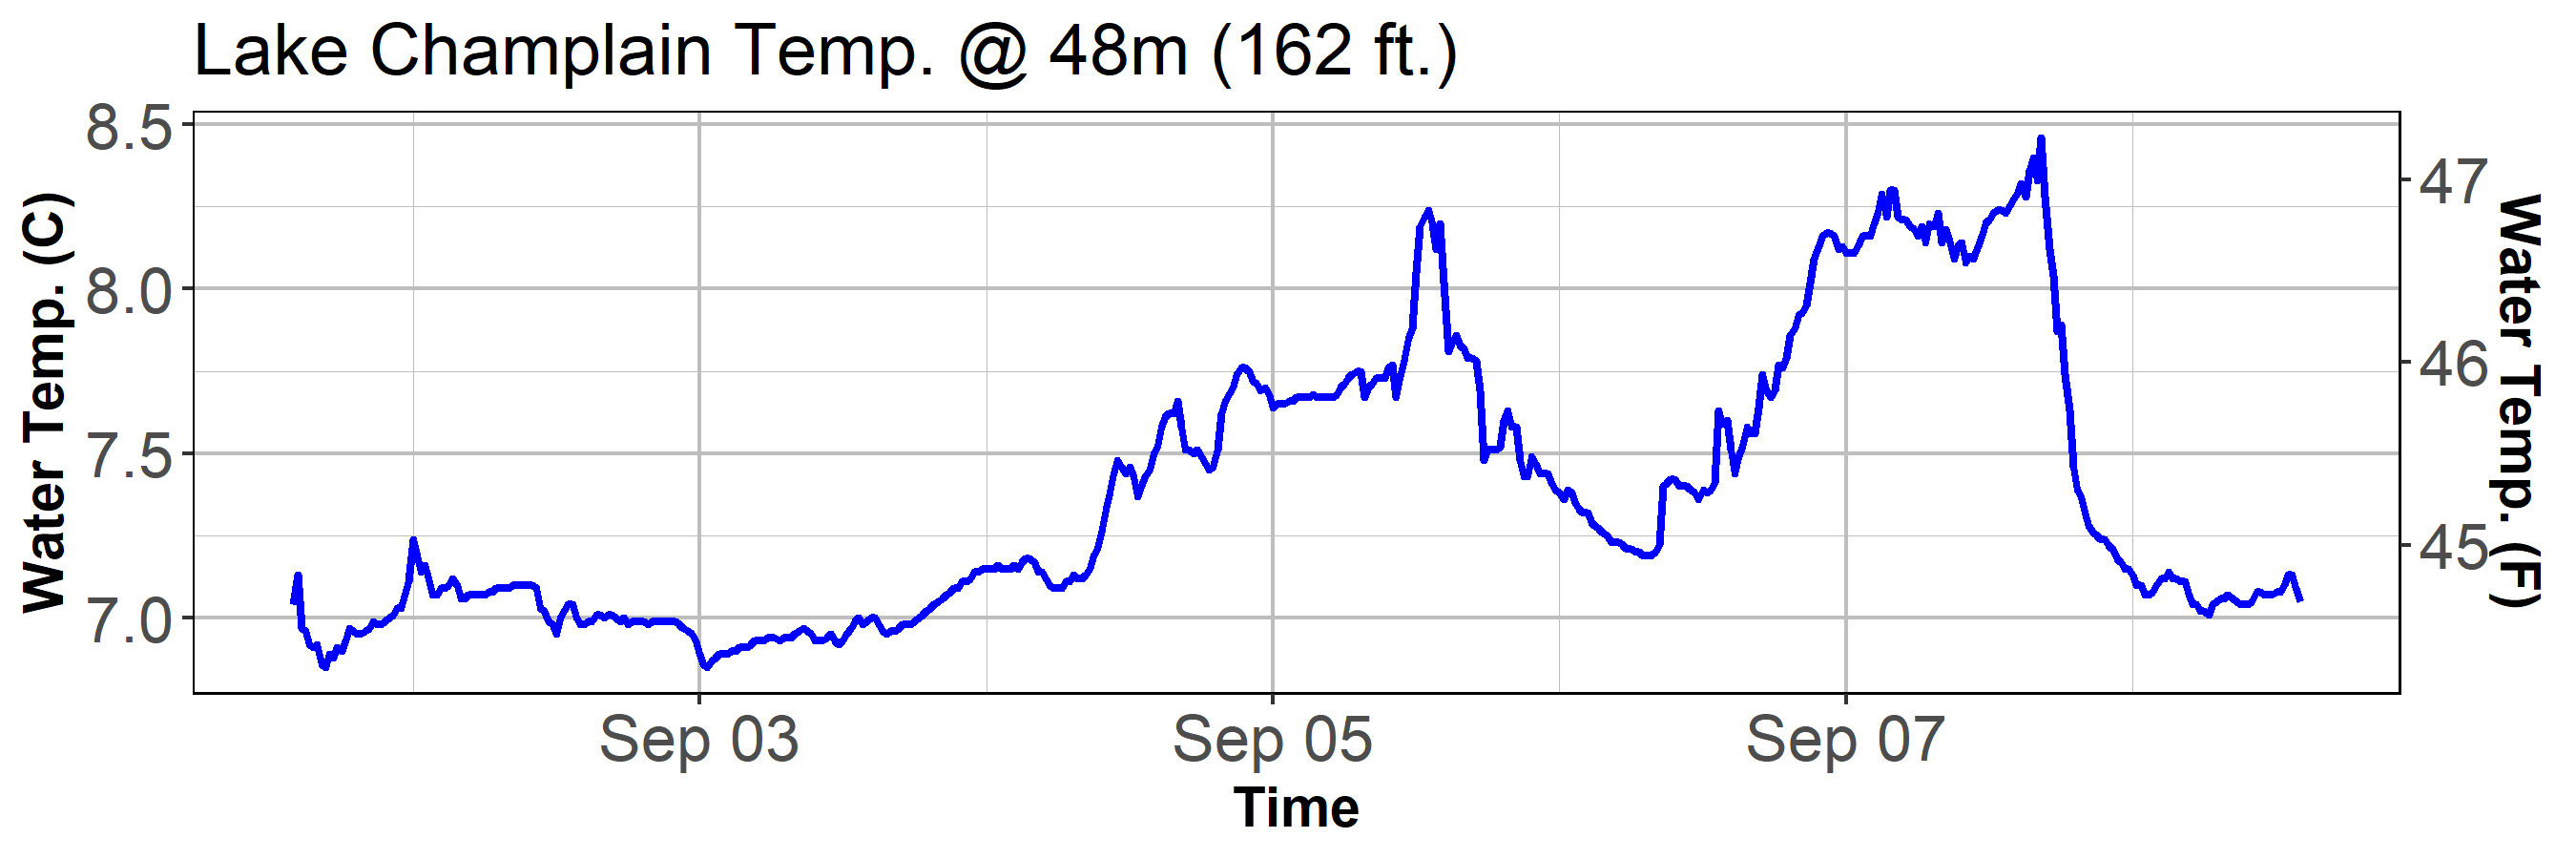 Lake Champlain Temp. @ 48m (162 ft.)
Water Temp. (C)
8.5
8.0
7.5
7.0
47
46
45
Water Temp. (F)
Sep 03 Sep 05 Sep 07
Time